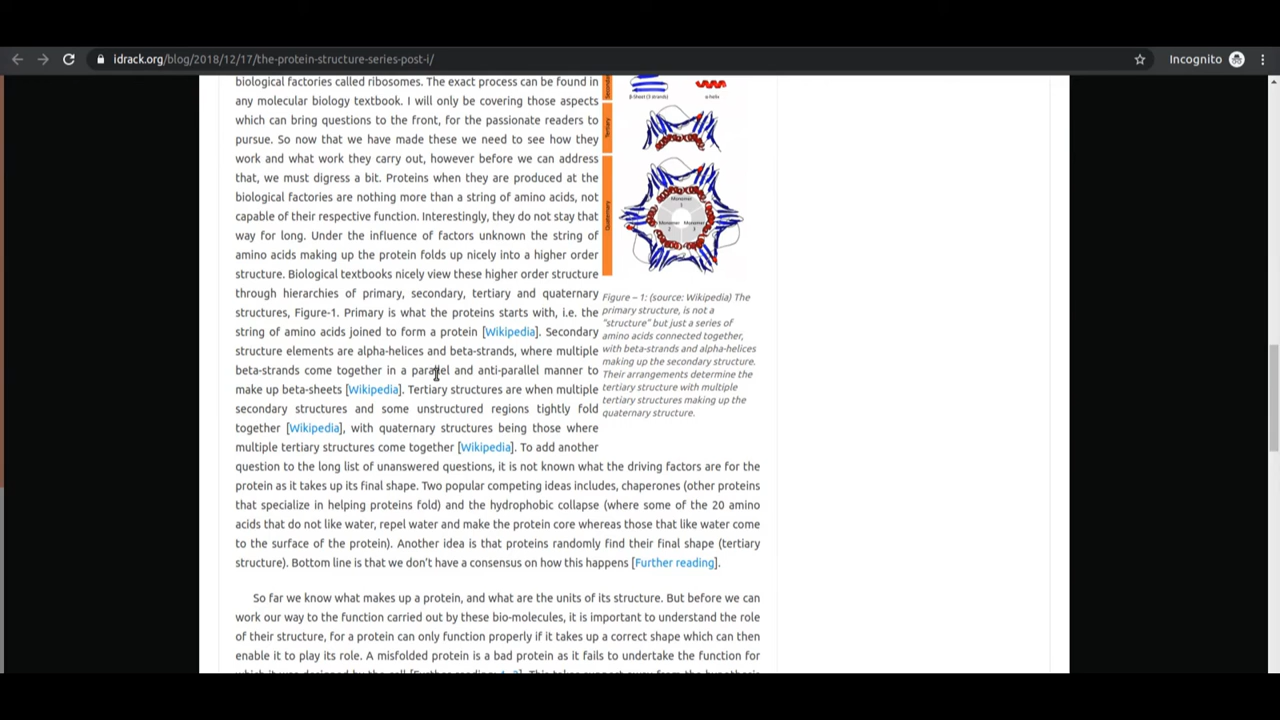 idrack.org/blog/2018/12/17/the-protein-structure-series-post-i/
Incognito
biological factories called ribosomes. The exact process can be found in
any molecular biology textbook. I will only be covering those aspects
which can bring questions to the front, for the passionate readers to
pursue. So now that we have made these we need to see how they
work and what work they carry out, however before we can address
that, we must digress a bit. Proteins when they are produced at the
biological factories are nothing more than a string of amino acids, not
capable of their respective function. Interestingly, they do not stay that
way for long. Under the influence of factors unknown the string of
amino acids making up the protein folds up nicely into a higher order
structure. Biological textbooks nicely view these higher order structure
through hierarchies of primary, secondary, tertiary and quaternary
structures, Figure-1. Primary is what the proteins starts with, i.e. the
string of amino acids joined to form a protein [Wikipedia]. Secondary
structure elements are alpha-helices and beta-strands, where multiple
beta-strands come together in a parallel and anti-parallel manner to
make up beta-sheets [Wikipedia]. Tertiary structures are when multiple
secondary structures and some unstructured regions tightly fold
together [Wikipedia], with quaternary structures being those where
multiple tertiary structures come together [Wikipedia]. To add another
question to the long list of unanswered questions, it is not known what the driving factors are for the
protein as it takes up its final shape. Two popular competing ideas includes, chaperones (other proteins
that specialize in helping proteins fold) and the hydrophobic collapse (where some of the 20 amino
acids that do not like water, repel water and make the protein core whereas those that like water come
to the surface of the protein). Another idea is that proteins randomly find their final shape (tertiary
structure). Bottom line is that we don't have a consensus on how this happens [Further reading].
So far we know what makes up a protein, and what are the units of its structure. But before we can
work our way to the function carried out by these bio-molecules, it is important to understand the role
of their structure, for a protein can only function properly if it takes up a correct shape which can then
enable it to play its role. A misfolded protein is a bad protein as it fails to undertake the function for
β-Sheet (3 strands)
α-helix
Tertiary
Quaternary
Monomer
1
Monomer
2
Monomer
3
Figure – 1: (source: Wikipedia) The
primary structure, is not a
"structure" but just a series of
amino acids connected together,
with beta-strands and alpha-helices
making up the secondary structure.
Their arrangements determine the
tertiary structure with multiple
tertiary structures making up the
quaternary structure.